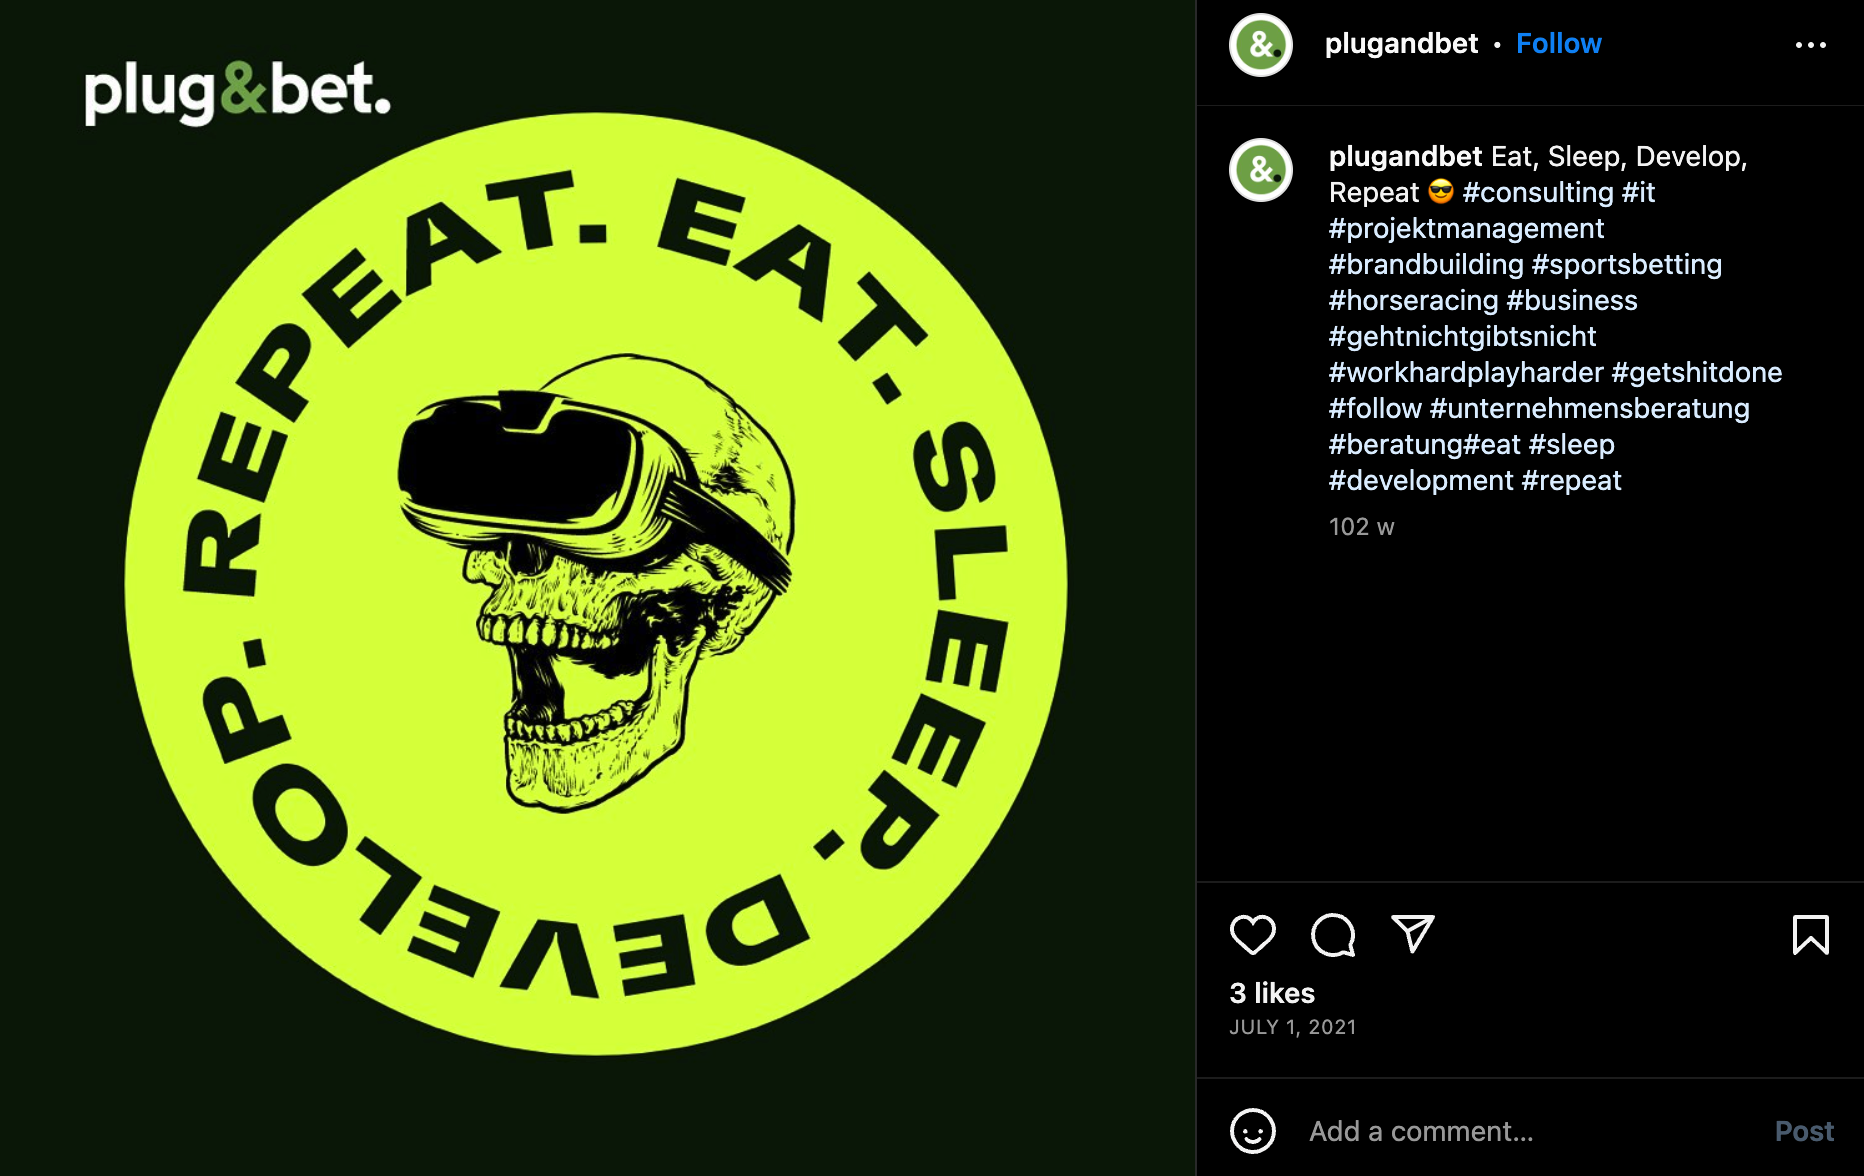 plug&bet.
EAT. SLEEP. DEVELOP. REPEAT.
&.
plugandbet • Follow
&.
plugandbet Eat, Sleep, Develop,
Repeat 😎 #consulting #it
#projektmanagement
#brandbuilding #sportsbetting
#horseracing #business
#gehtnichtgibtsnicht
#workhardplayharder #getshitdone
#follow #unternehmensberatung
#beratung#eat #sleep
#development #repeat
102 w
3 likes
JULY 1, 2021
Add a comment...
Post